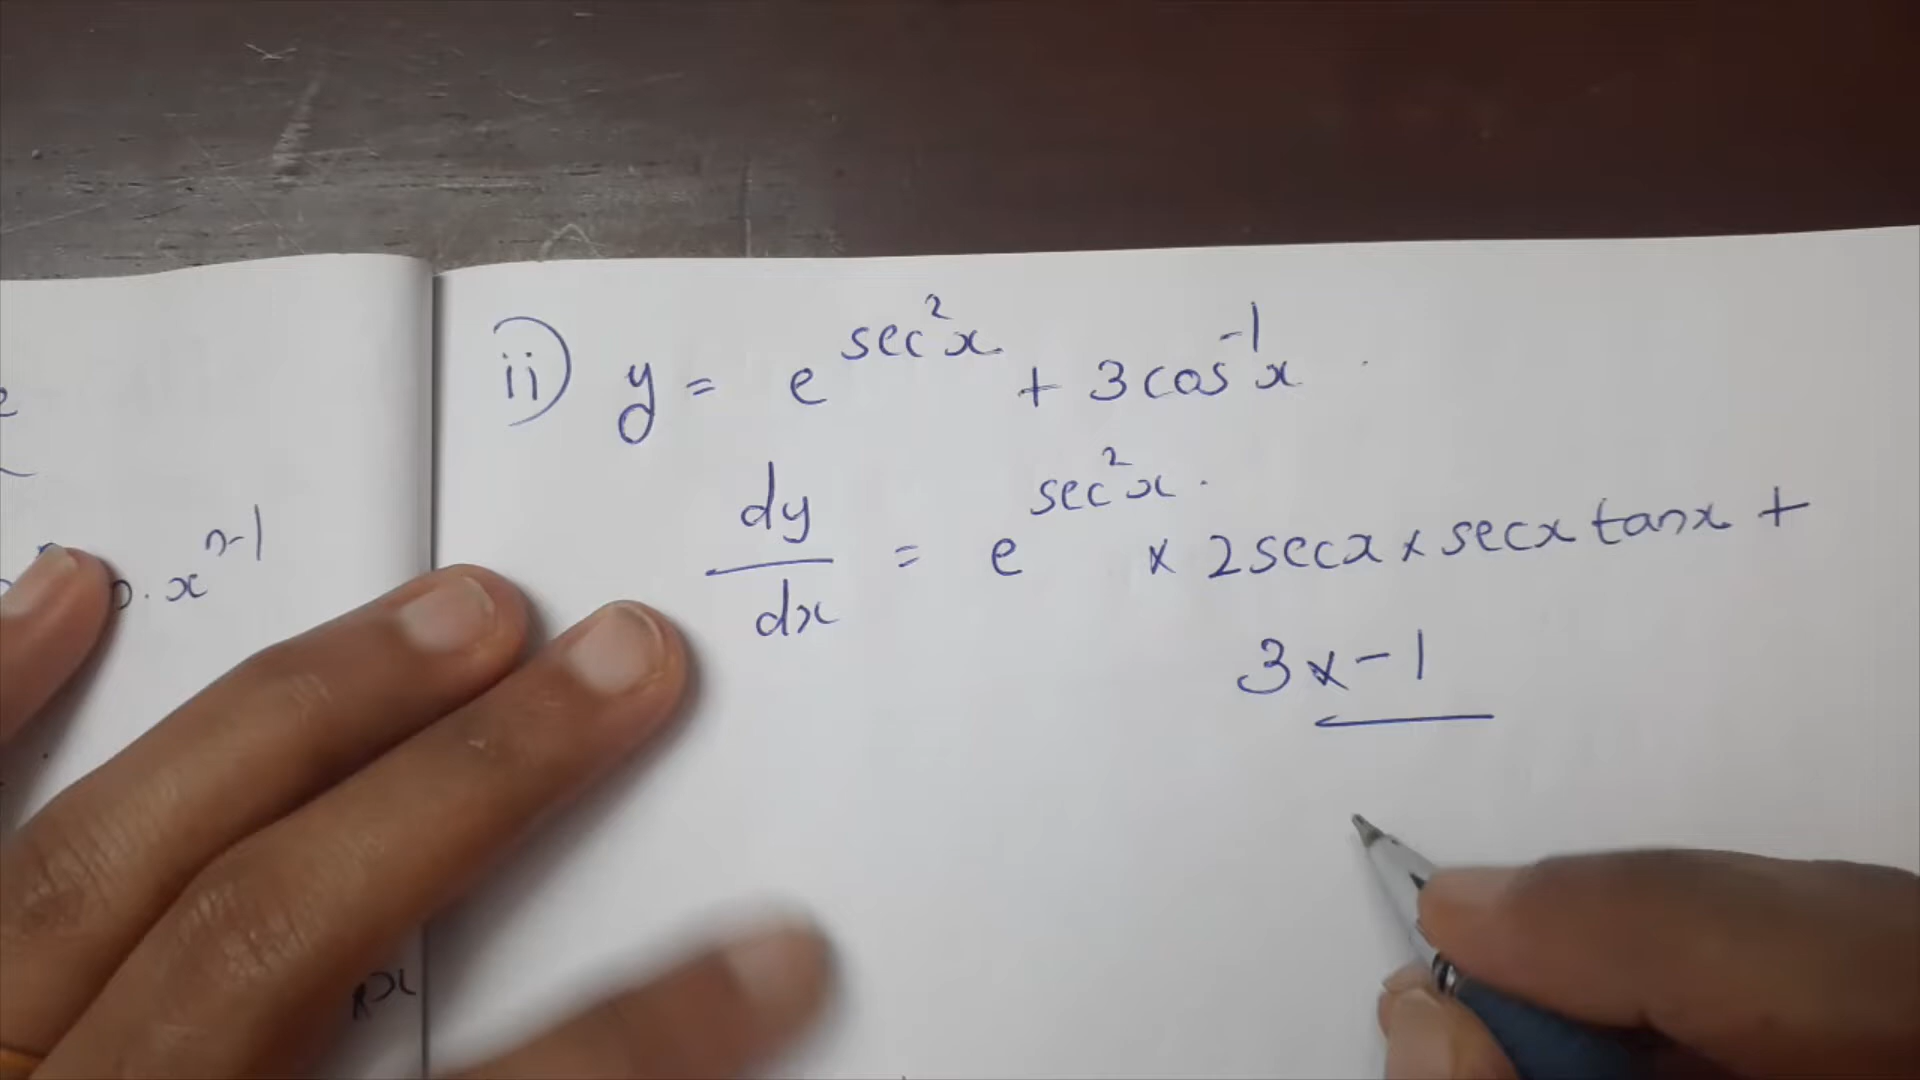 ii) y = e^sec²x + 3cos⁻¹x
dy/dx = e^sec²x. × 2secx × secx tanx +
3 × -1
. x^n-1